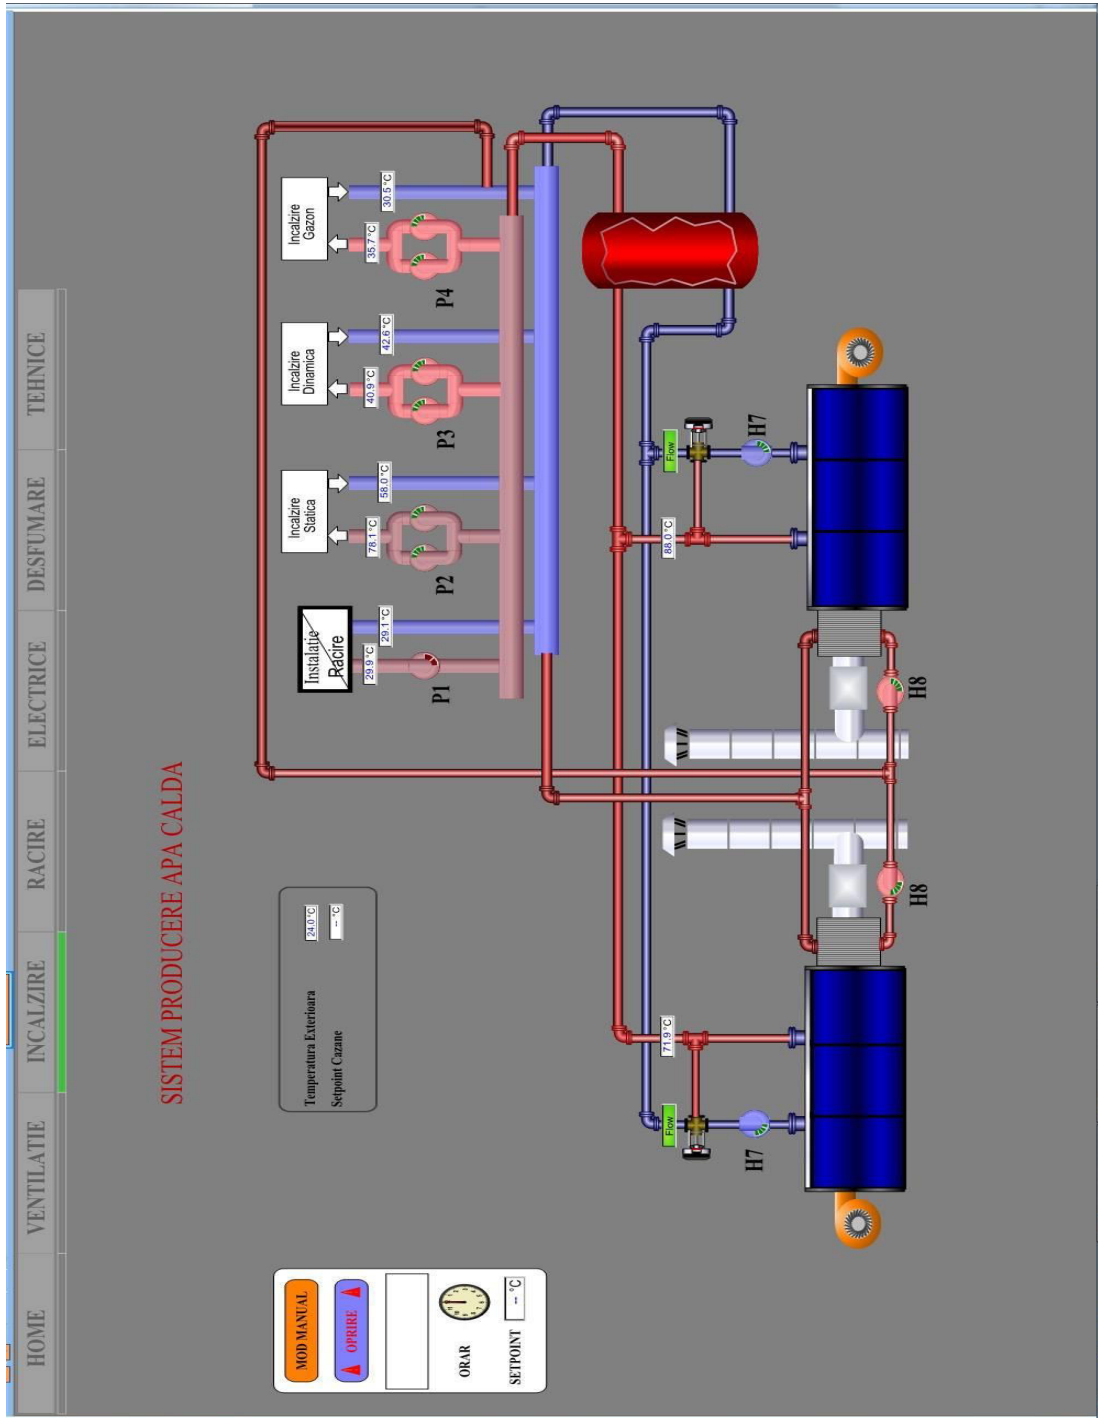 HOME
VENTILATIE
INCALZIRE
RACIRE
ELECTRICE
DESFUMARE
TEHNICE
SISTEM PRODUCERE APA CALDA
MOD MANUAL
OPRIRE
ORAR
SETPOINT
-- °C
Temperatura Exterioara
24.0 °C
Setpoint Cazane
-- °C
Instalatie
Racire
Incalzire
Statica
Incalzire
Dinamica
Incalzire
Gazon
29.9 °C
29.1 °C
78.1 °C
58.0 °C
40.9 °C
42.6 °C
35.7 °C
30.5 °C
P1
P2
P3
P4
Flow
71.9 °C
88.0 °C
Flow
H7
H7
H8
H8